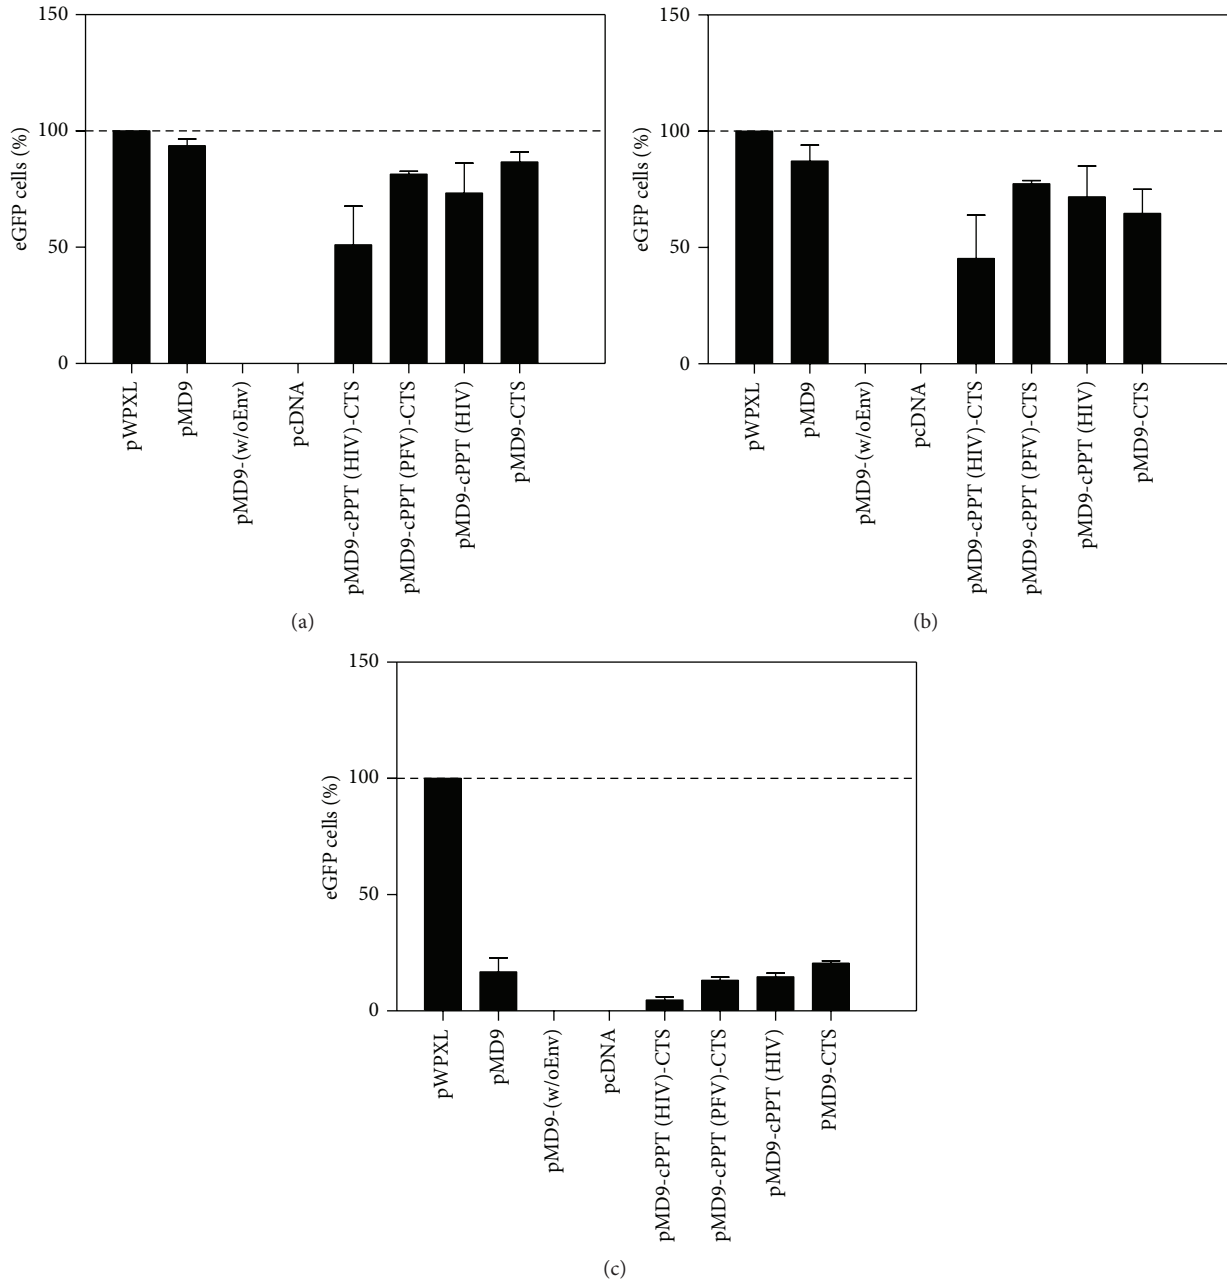 150
100
50
0
eGFP cells (%)
pWPXL
pMD9
pMD9-(w/oEnv)
pcDNA
pMD9-cPPT (HIV)-CTS
pMD9-cPPT (PFV)-CTS
pMD9-cPPT (HIV)
pMD9-CTS
(a)
150
100
50
0
eGFP cells (%)
pWPXL
pMD9
pMD9-(w/oEnv)
pcDNA
pMD9-cPPT (HIV)-CTS
pMD9-cPPT (PFV)-CTS
pMD9-cPPT (HIV)
pMD9-CTS
(b)
150
100
50
0
eGFP cells (%)
pWPXL
pMD9
pMD9-(w/oEnv)
pcDNA
pMD9-cPPT (HIV)-CTS
pMD9-cPPT (PFV)-CTS
pMD9-cPPT (HIV)
PMD9-CTS
(c)